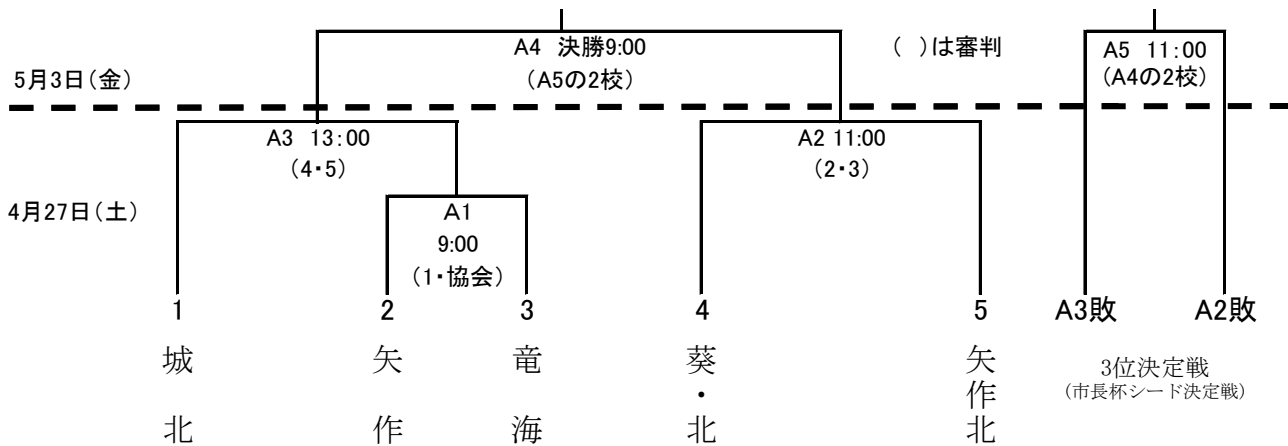 A4 決勝9:00
(A5の2校)
( )は審判
A5 11:00
(A4の2校)
5月3日(金)
A3 13:00
(4・5)
A2 11:00
(2・3)
4月27日(土)
A1
9:00
(1・協会)
1
2
3
4
5
A3敗
A2敗
城北
矢作
竜海
葵・北
矢作北
3位決定戦
(市長杯シード決定戦)